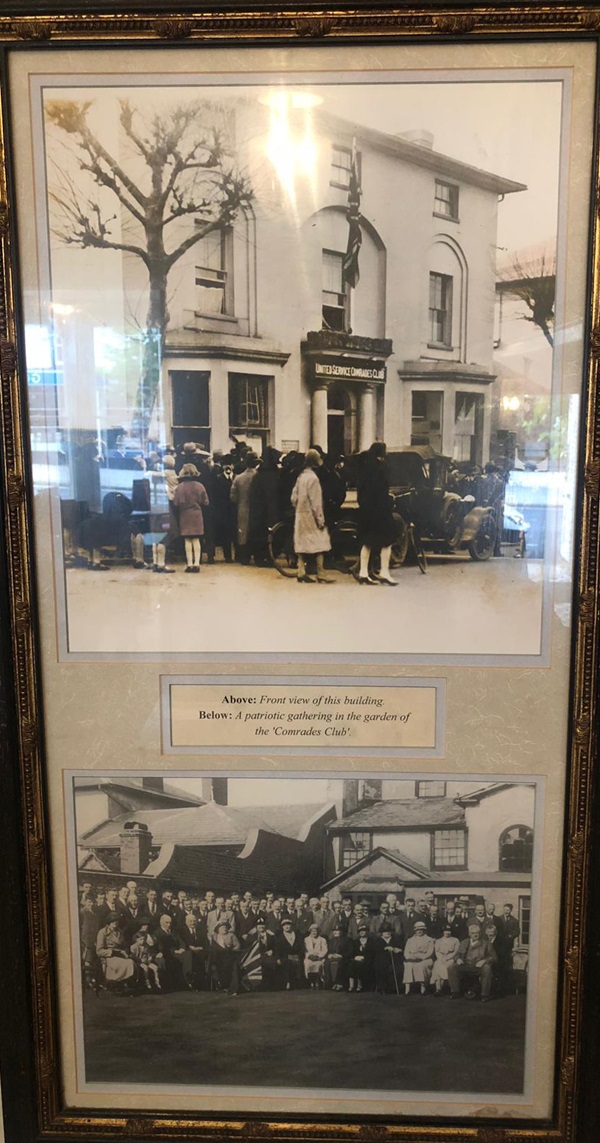 UNITED SERVICE COMRADES CLUB
Above: Front view of this building.
Below: A patriotic gathering in the garden of
the 'Comrades Club'.